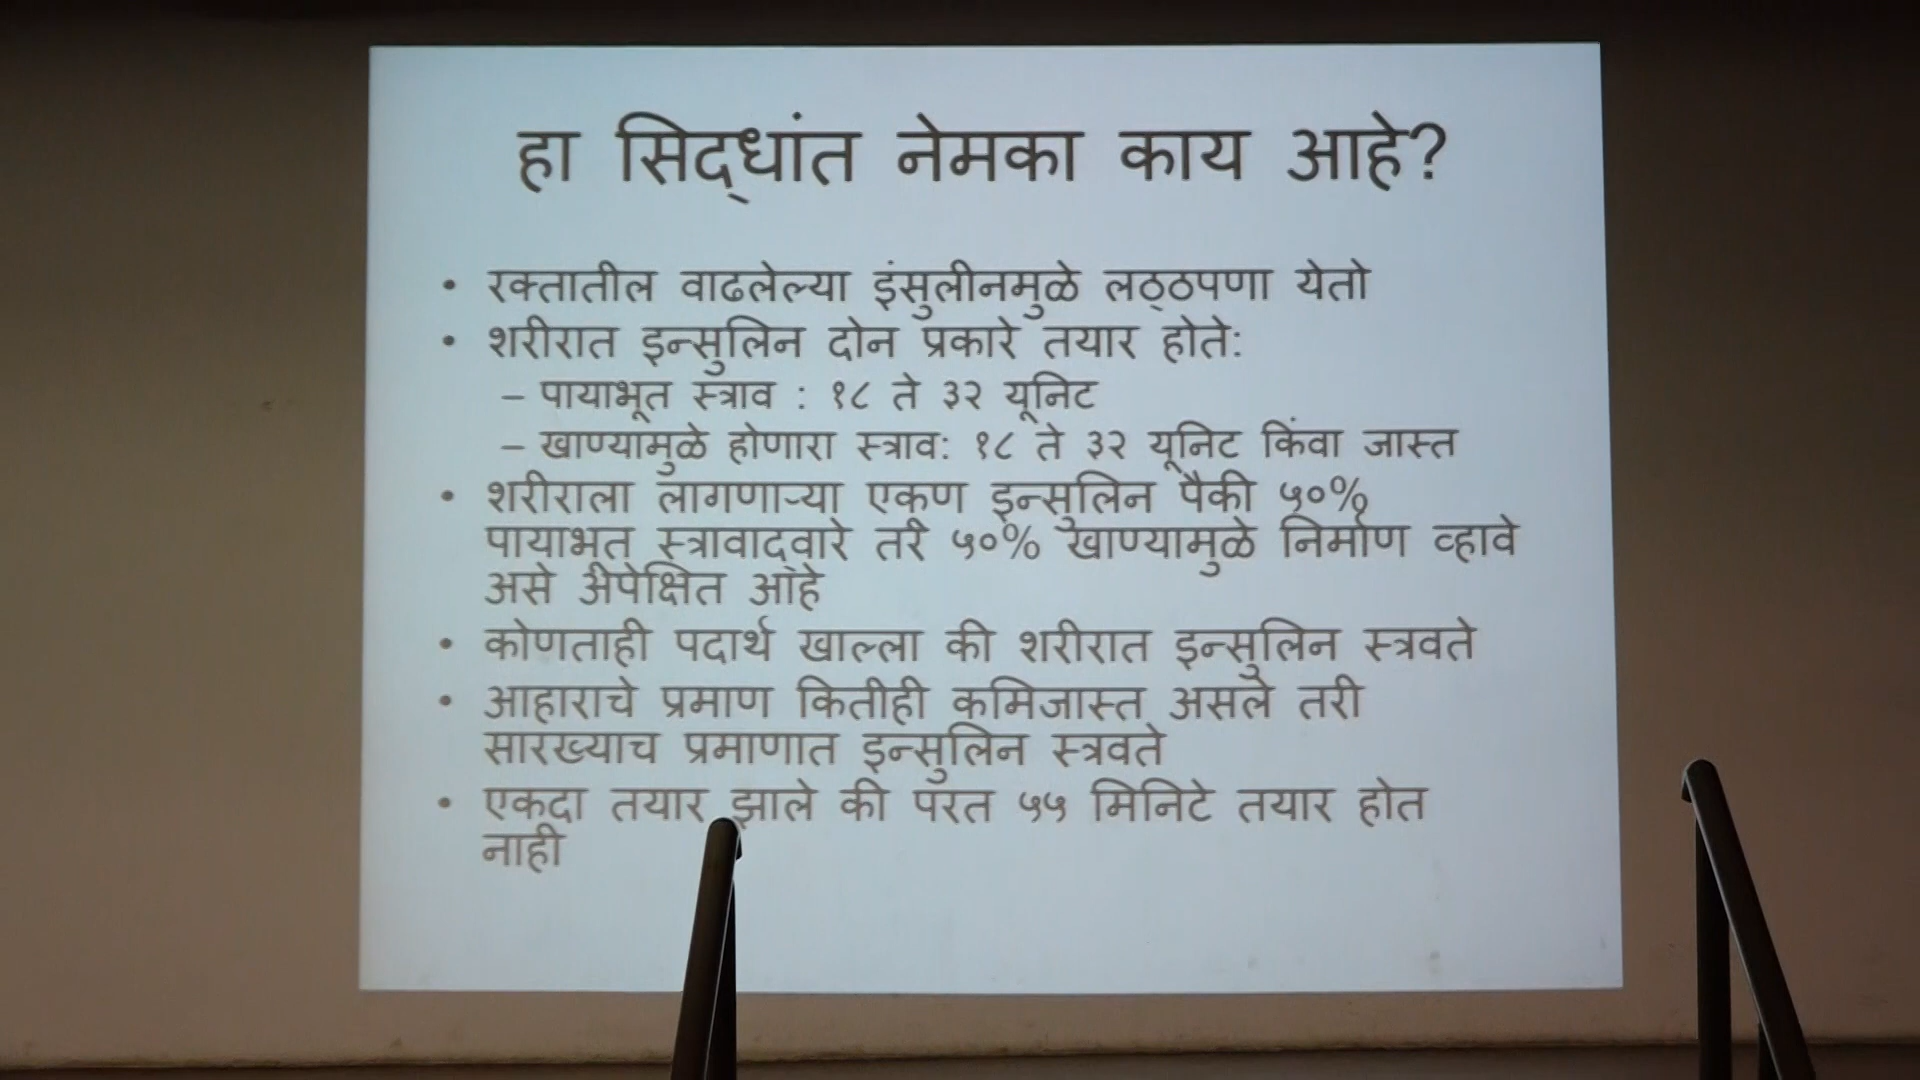 हा सिद्धांत नेमका काय आहे?
• रक्तातील वाढलेल्या इंसुलीनमुळे लठ्ठपणा येतो
• शरीरात इन्सुलिन दोन प्रकारे तयार होते:
– पायाभूत स्त्राव : १८ ते ३२ यूनिट
– खाण्यामुळे होणारा स्त्राव: १८ ते ३२ यूनिट किंवा जास्त
• शरीराला लागणाऱ्या एकूण इन्सुलिन पैकी ५०%
पायाभूत स्त्रावाद्वारे तर ५०% खाण्यामुळे निर्माण व्हावे
असे अपेक्षित आहे
• कोणताही पदार्थ खाल्ला की शरीरात इन्सुलिन स्त्रवते
• आहाराचे प्रमाण कितीही कमिजास्त असले तरी
सारख्याच प्रमाणात इन्सुलिन स्त्रवते
• एकदा तयार झाले की परत ५५ मिनिटे तयार होत
नाही